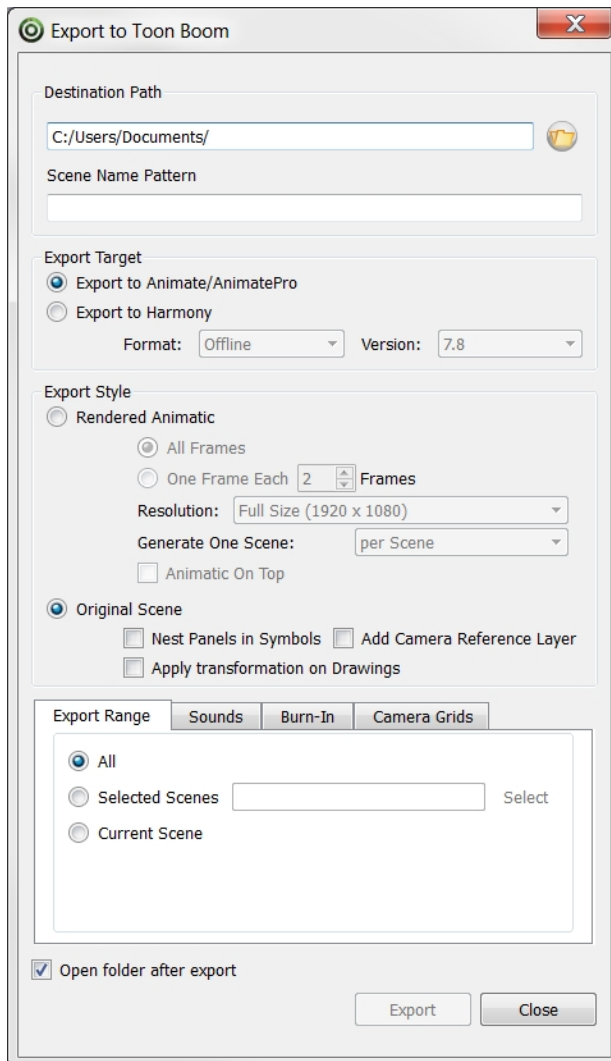 Export to Toon Boom
Destination Path
C:/Users/Documents/
Scene Name Pattern
Export Target
Export to Animate/AnimatePro
Export to Harmony
Format: Offline Version: 7.8
Export Style
Rendered Animatic
All Frames
One Frame Each 2 Frames
Resolution: Full Size (1920 x 1080)
Generate One Scene: per Scene
Animatic On Top
Original Scene
Nest Panels in Symbols Add Camera Reference Layer
Apply transformation on Drawings
Export Range Sounds Burn-In Camera Grids
All
Selected Scenes Select
Current Scene
Open folder after export
Export Close